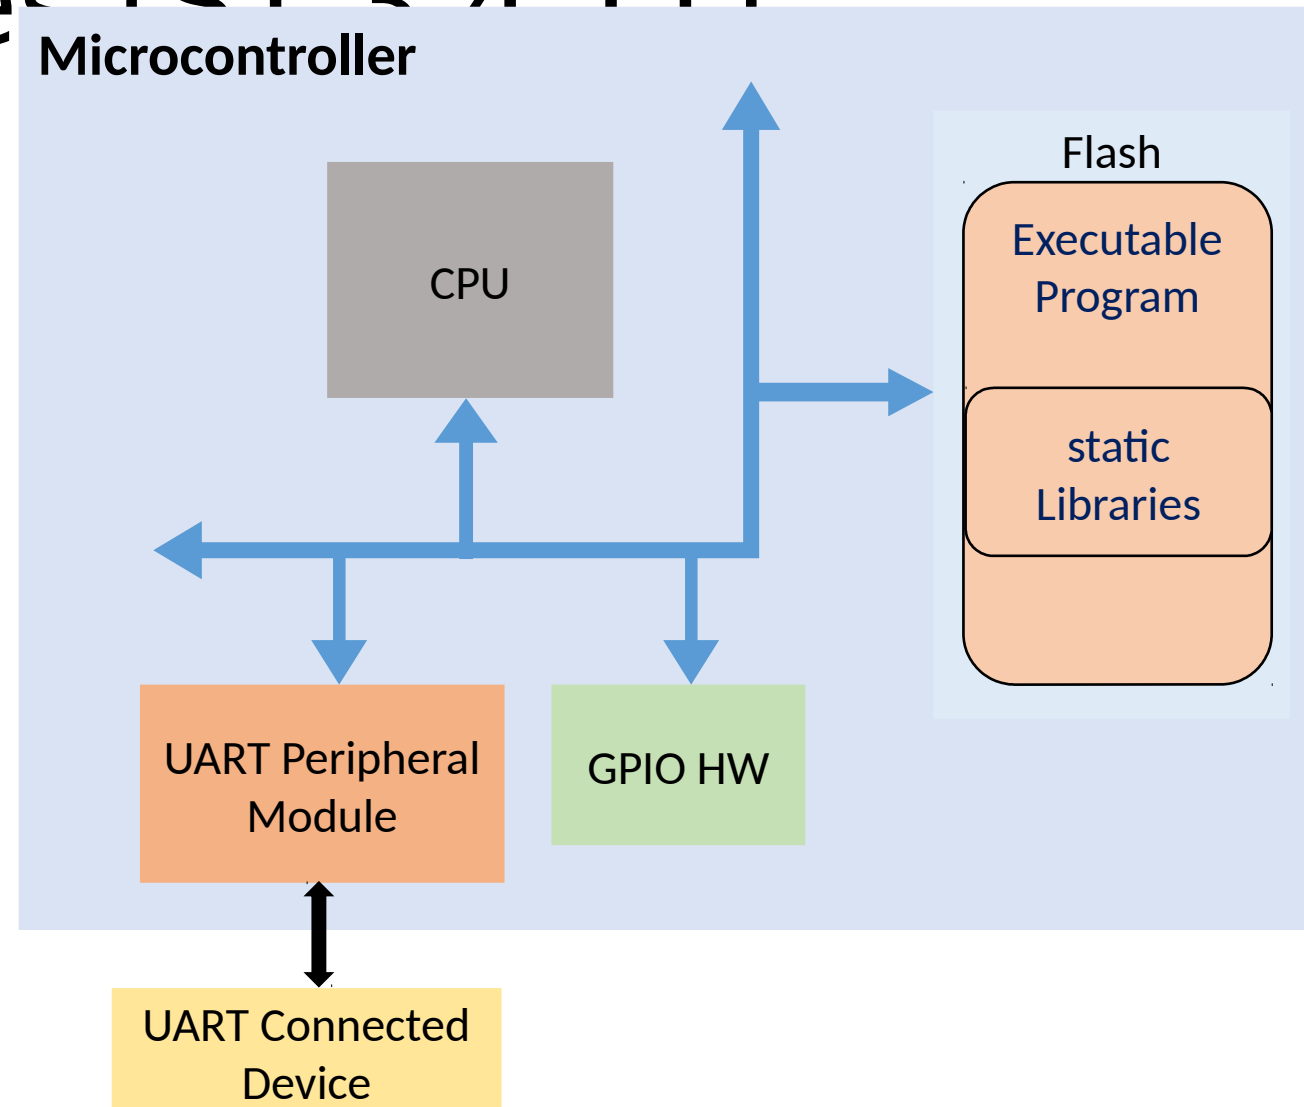 Microcontroller
Flash
Executable
Program
CPU
static
Libraries
UART Peripheral
Module
GPIO HW
UART Connected
Device